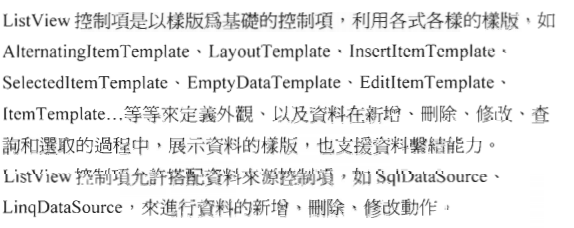 ListView 控制項是以樣版爲基礎的控制項，利用各式各樣的樣版，如
AlternatingItemTemplate、LayoutTemplate、InsertItemTemplate、
SelectedItemTemplate、EmptyDataTemplate、EditItemTemplate、
ItemTemplate…等等來定義外觀、以及資料在新增、刪除、修改、查
詢和選取的過程中，展示資料的樣版，也支援資料繫結能力。
ListView 控制項允許搭配資料來源控制項，如 SqlDataSource、
LinqDataSource，來進行資料的新增、刪除、修改動作。